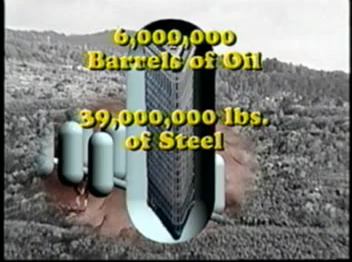 6,000,000
Barrels of Oil
39,000,000 lbs.
of Steel